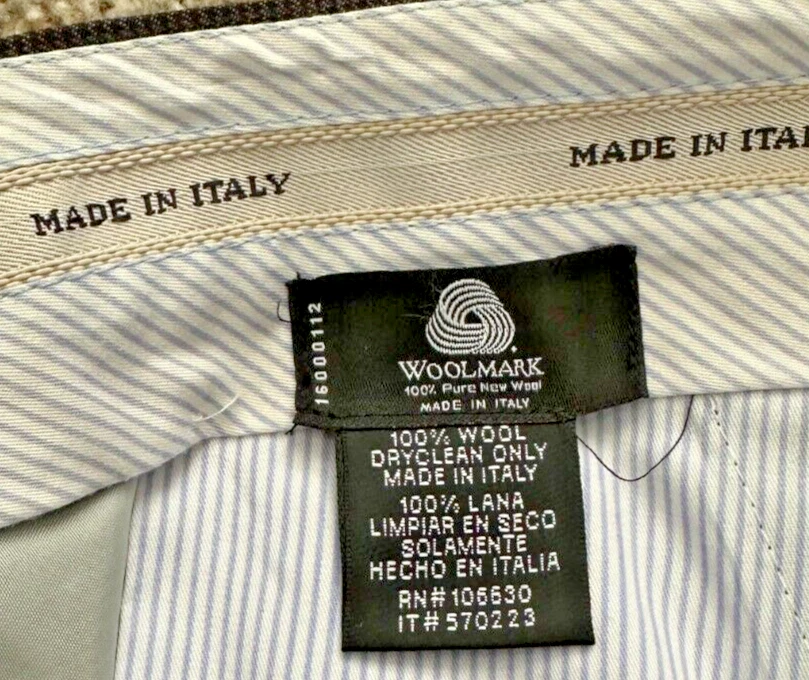 MADE IN ITALY
MADE IN ITAL
16000112
WOOLMARK
100% Pure New Wool
MADE IN ITALY
100% WOOL
DRYCLEAN ONLY
MADE IN ITALY
100% LANA
LIMPIAR EN SECO
SOLAMENTE
HECHO EN ITALIA
RN# 106630
IT# 570223